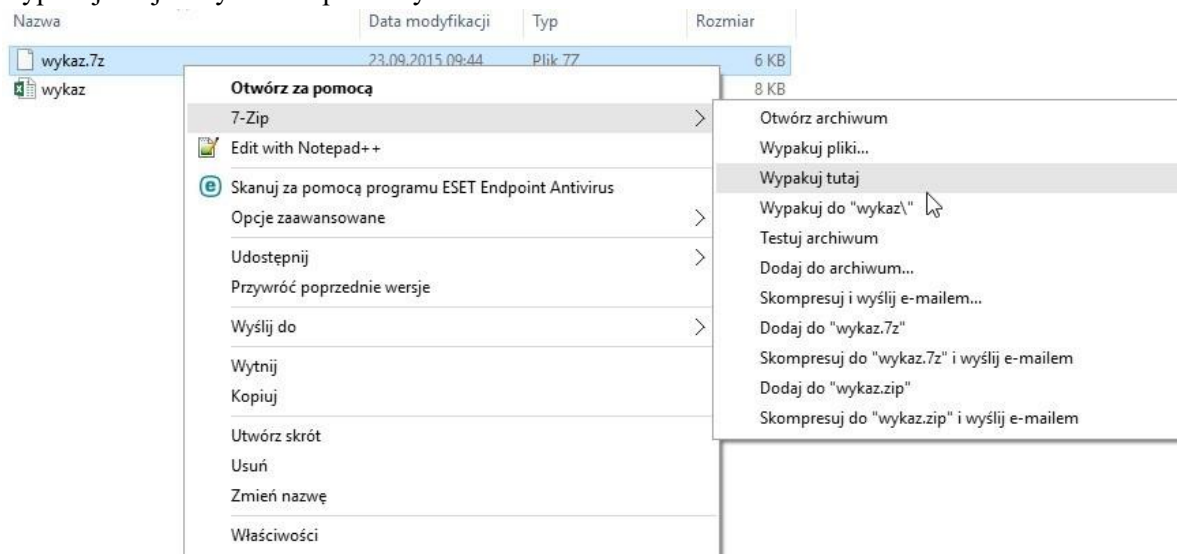 Nazwa Data modyfikacji Typ Rozmiar
wykaz.7z 23.09.2015 09:44 Plik 7Z 6 KB
wykaz 8 KB
Otwórz za pomocą
7-Zip
Edit with Notepad++
Skanuj za pomocą programu ESET Endpoint Antivirus
Opcje zaawansowane
Udostępnij
Przywróć poprzednie wersje
Wyślij do
Wytnij
Kopiuj
Utwórz skrót
Usuń
Zmień nazwę
Właściwości
Otwórz archiwum
Wypakuj pliki...
Wypakuj tutaj
Wypakuj do "wykaz\"
Testuj archiwum
Dodaj do archiwum...
Skompresuj i wyślij e-mailem...
Dodaj do "wykaz.7z"
Skompresuj do "wykaz.7z" i wyślij e-mailem
Dodaj do "wykaz.zip"
Skompresuj do "wykaz.zip" i wyślij e-mailem